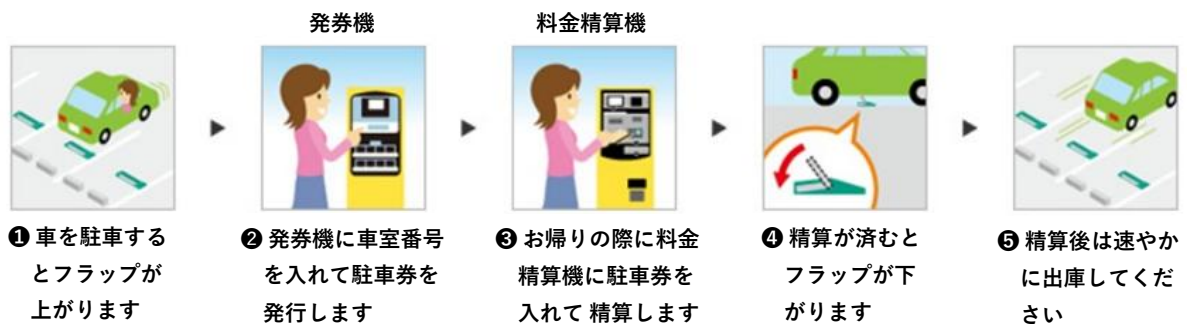 発券機
料金精算機
❶ 車を駐車する
とフラップが
上がります
❷ 発券機に車室番号
を入れて駐車券を
発行します
❸ お帰りの際に料金
精算機に駐車券を
入れて 精算します
❹ 精算が済むと
フラップが下
がります
❺ 精算後は速やか
に出庫してくだ
さい